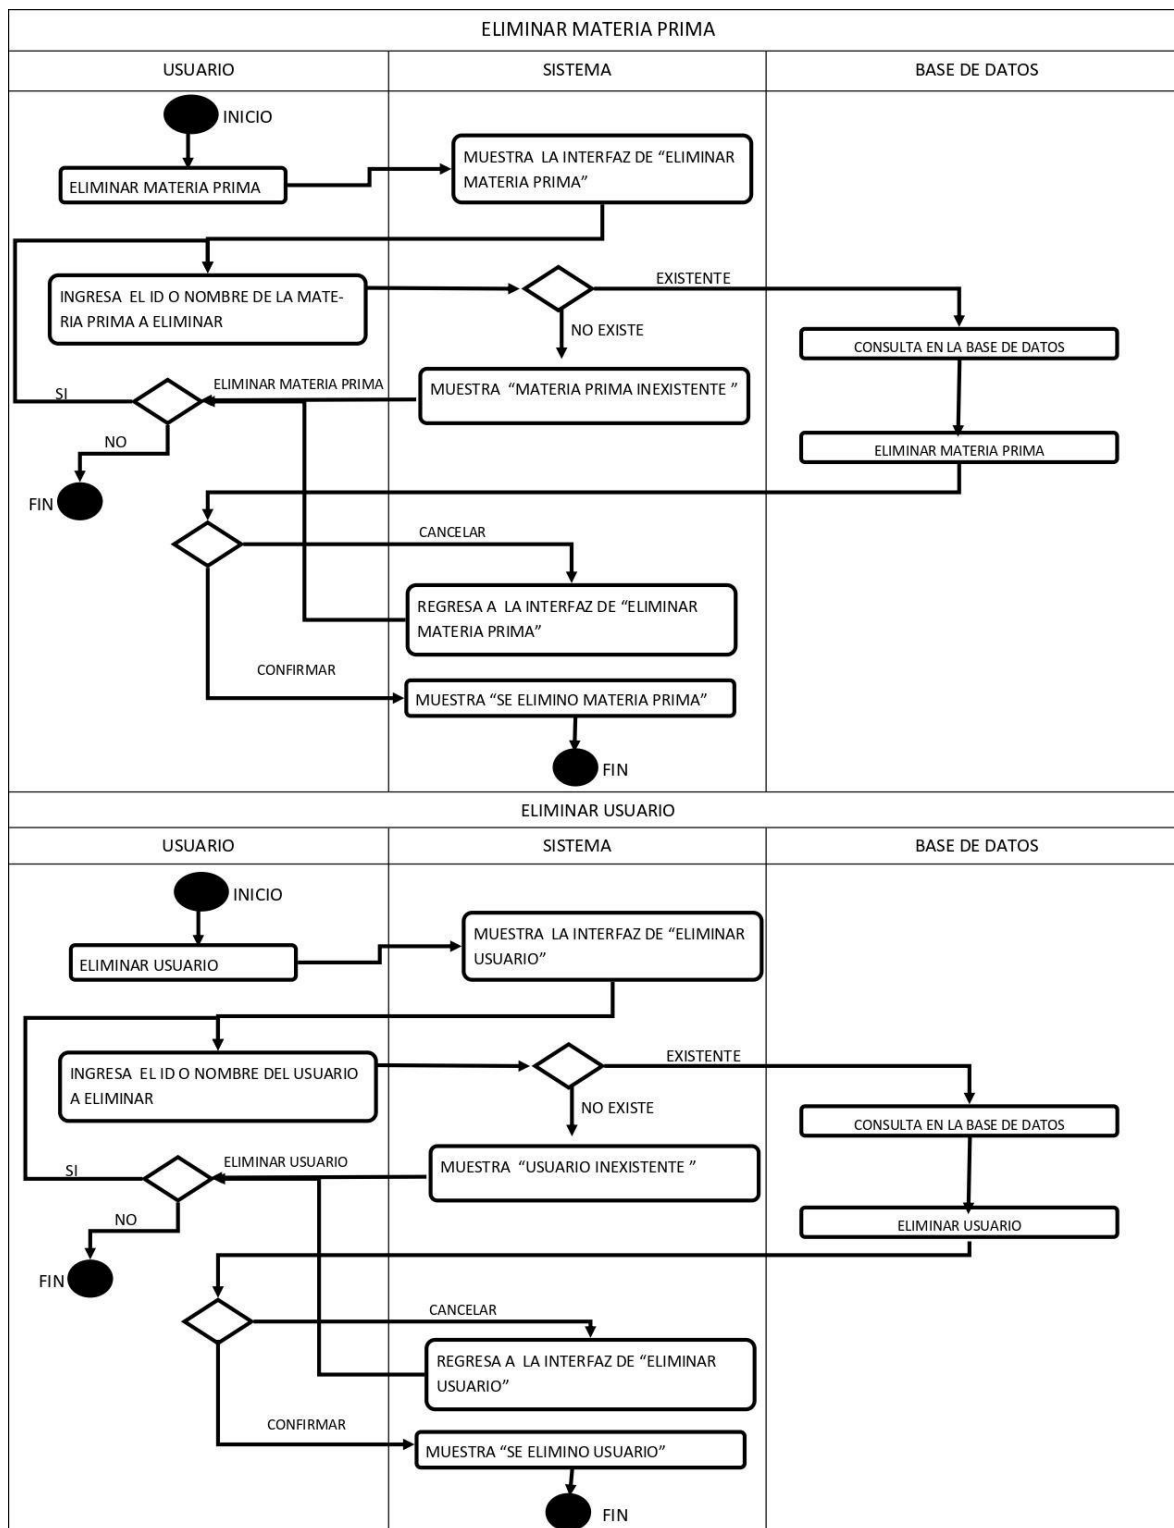 ELIMINAR MATERIA PRIMA
USUARIO
SISTEMA
BASE DE DATOS
INICIO
ELIMINAR MATERIA PRIMA
MUESTRA LA INTERFAZ DE “ELIMINAR
MATERIA PRIMA”
INGRESA EL ID O NOMBRE DE LA MATE-
RIA PRIMA A ELIMINAR
EXISTENTE
NO EXISTE
CONSULTA EN LA BASE DE DATOS
MUESTRA “MATERIA PRIMA INEXISTENTE ”
ELIMINAR MATERIA PRIMA
SI
NO
FIN
ELIMINAR MATERIA PRIMA
CANCELAR
REGRESA A LA INTERFAZ DE “ELIMINAR
MATERIA PRIMA”
CONFIRMAR
MUESTRA “SE ELIMINO MATERIA PRIMA”
FIN
ELIMINAR USUARIO
USUARIO
SISTEMA
BASE DE DATOS
INICIO
ELIMINAR USUARIO
MUESTRA LA INTERFAZ DE “ELIMINAR
USUARIO”
INGRESA EL ID O NOMBRE DEL USUARIO
A ELIMINAR
EXISTENTE
NO EXISTE
CONSULTA EN LA BASE DE DATOS
MUESTRA “USUARIO INEXISTENTE ”
ELIMINAR USUARIO
SI
NO
FIN
ELIMINAR USUARIO
CANCELAR
REGRESA A LA INTERFAZ DE “ELIMINAR
USUARIO”
CONFIRMAR
MUESTRA “SE ELIMINO USUARIO”
FIN